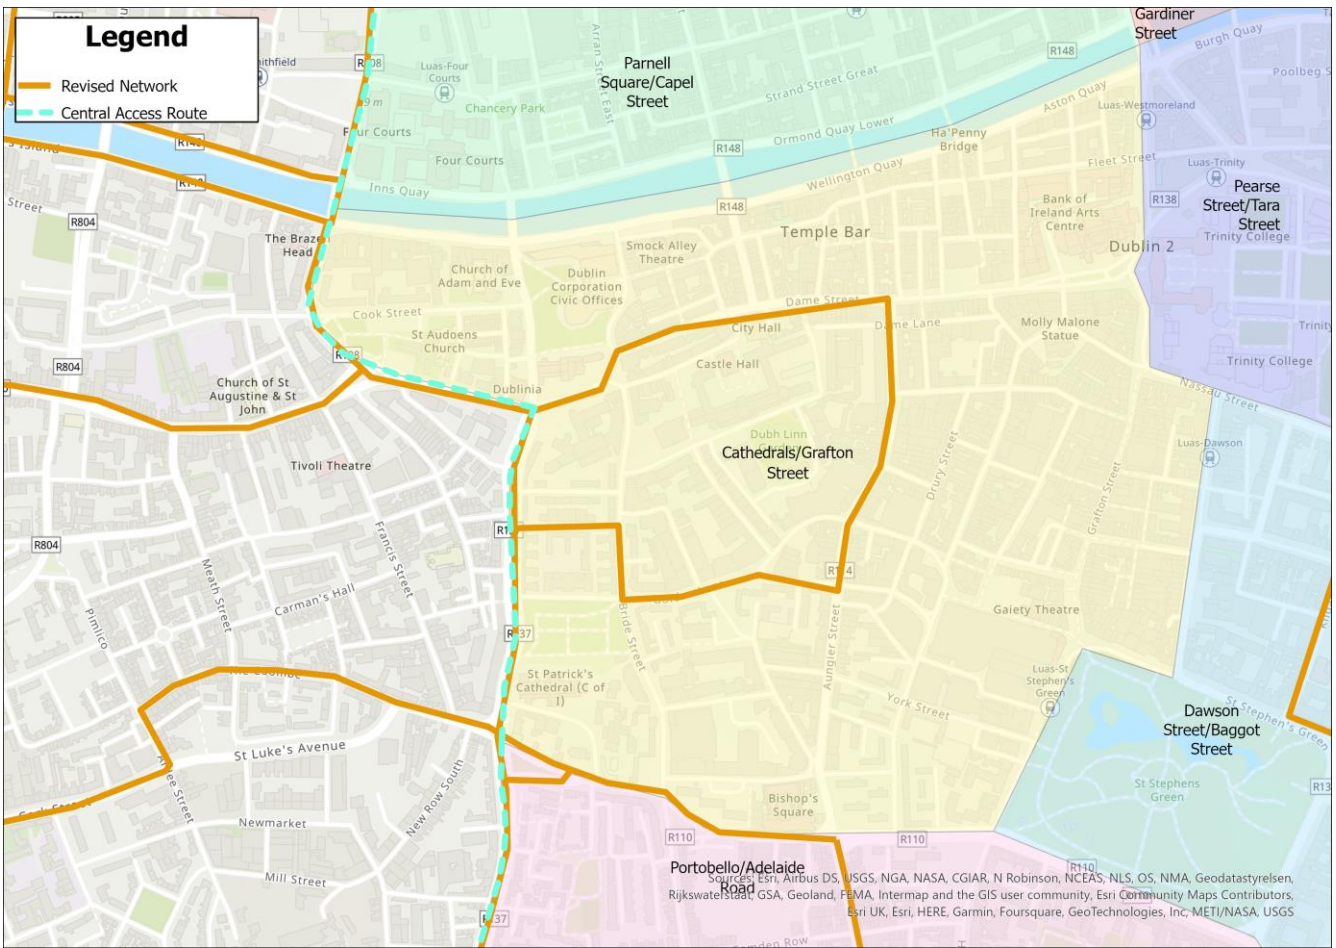 Legend
Revised Network
Central Access Route
Smithfield
Luas-Four
Courts
Chancery Park
Four Courts
Four Courts
Inns Quay
Arran Street East
Parnell
Square/Capel
Street
Strand Street Great
Ormond Quay Lower
R148
R148
R148
Gardiner
Street
Burgh Quay
Aston Quay
Luas-Westmoreland
Ha'Penny
Bridge
Wellington Quay
Fleet Street
Luas-Trinity
R138
Pearse
Street/Tara
Street
Trinity College
Bank of
Ireland Arts
Centre
Temple Bar
Dublin 2
Street
R804
The Brazen
Head
Smock Alley
Theatre
Church of
Adam and Eve
Dublin
Corporation
Civic Offices
Cook Street
St Audoens
Church
Dame Street
City Hall
Dame Lane
Molly Malone
Statue
Castle Hall
Trinity College
R804
Church of St
Augustine & St
John
Dublinia
Nassau Street
Dubh Linn
Cathedrals/Grafton
Street
Luas-Dawson
Tivoli Theatre
Drury Street
Grafton Street
R804
Francis Street
Meath Street
Carman's Hall
Pimlico
Gaiety Theatre
Bride Street
Aungier Street
St Patrick's
Cathedral (C of
I)
Luas-St
Stephen's
Green
York Street
St Stephen's Green
Dawson
Street/Baggot
Street
St Luke's Avenue
New Row South
St Stephens
Green
Newmarket
Bishop's
Square
Mill Street
R110
R110
R110
Portobello/Adelaide
Road
Sources: Esri, Airbus DS, USGS, NGA, NASA, CGIAR, N Robinson, NCEAS, NLS, OS, NMA, Geodatastyrelsen,
Rijkswaterstaat, GSA, Geoland, FEMA, Intermap and the GIS user community, Esri Community Maps Contributors,
Esri UK, Esri, HERE, Garmin, Foursquare, GeoTechnologies, Inc, METI/NASA, USGS